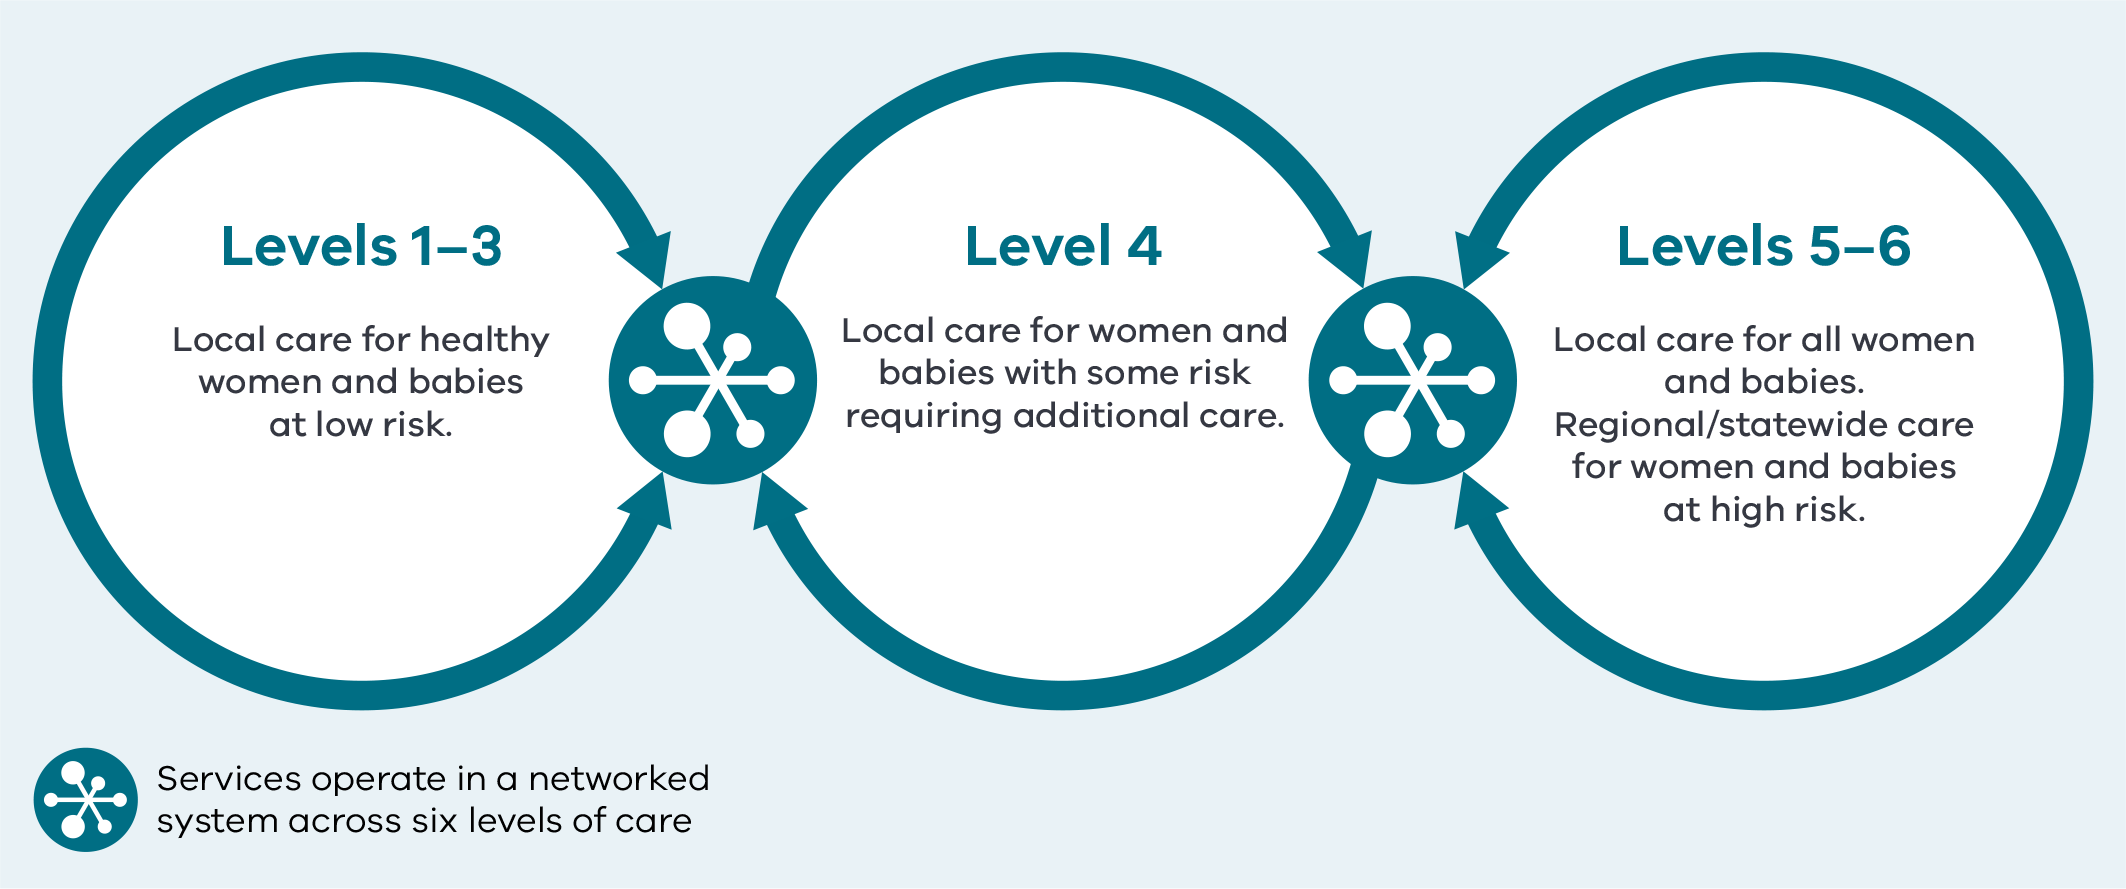 Levels 1–3
Local care for healthy
women and babies
at low risk.
Level 4
Local care for women and
babies with some risk
requiring additional care.
Levels 5–6
Local care for all women
and babies.
Regional/statewide care
for women and babies
at high risk.
Services operate in a networked
system across six levels of care